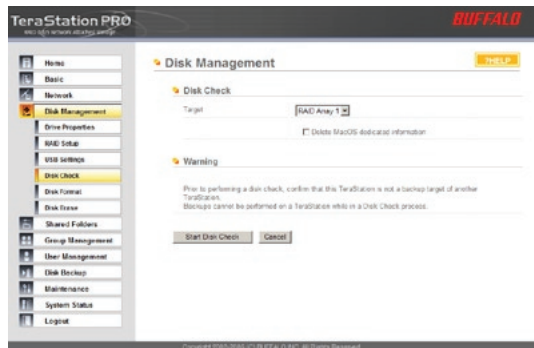 TeraStation PRO
BUFFALO
Home
Basic
Network
Disk Management
Drive Properties
RAID Setup
USB Settings
Disk Check
Disk Format
Disk Erase
Shared Folders
Group Management
User Management
Disk Backup
Maintenance
System Status
Logout
Disk Management
?HELP
Disk Check
Target
RAID Array 1
Delete MacOS dedicated information
Warning
Prior to performing a disk check, confirm that this TeraStation is not a backup target of another
TeraStation.
Backups cannot be performed on a TeraStation while in a Disk Check process.
Start Disk Check
Cancel